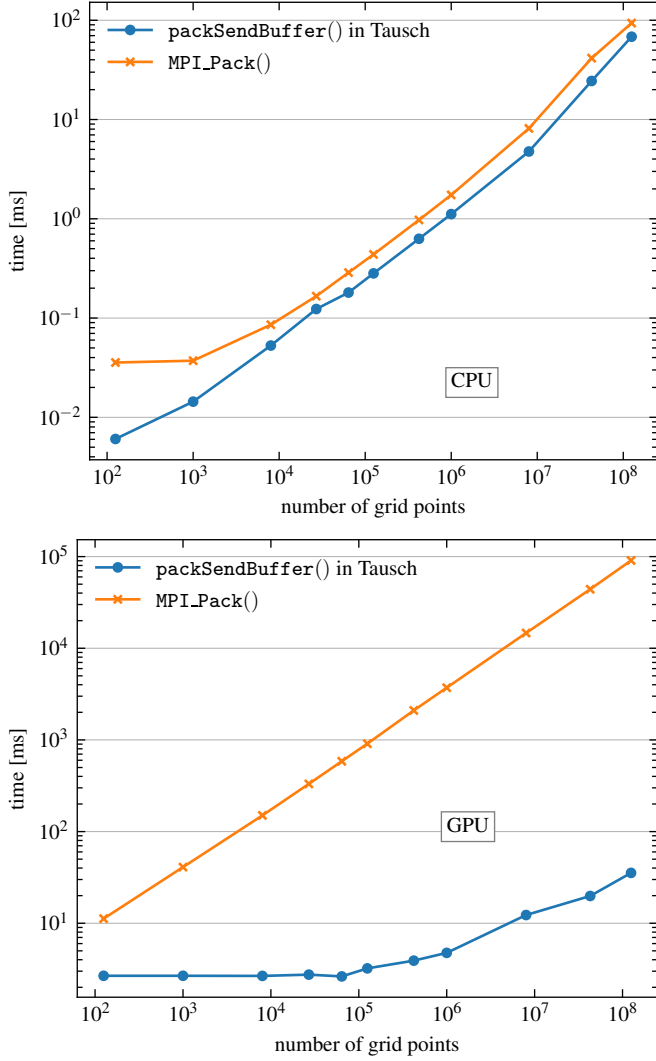 10^2
10^1
10^0
10^-1
10^-2
time [ms]
packSendBuffer() in Tausch
MPI_Pack()
CPU
10^2 10^3 10^4 10^5 10^6 10^7 10^8
number of grid points
10^5
10^4
10^3
10^2
10^1
time [ms]
packSendBuffer() in Tausch
MPI_Pack()
GPU
10^2 10^3 10^4 10^5 10^6 10^7 10^8
number of grid points